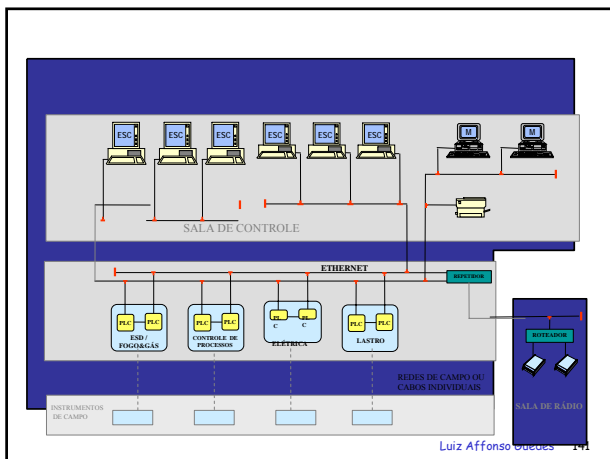 ESC ESC ESC ESC ESC ESC M M
SALA DE CONTROLE
ETHERNET
REPETIDOR
PLC PLC PLC PLC PL C PL C PLC PLC
ESD / FOGO&GÁS
CONTROLE DE PROCESSOS
ELÉTRICA
LASTRO
ROTEADOR
REDES DE CAMPO OU CABOS INDIVIDUAIS
SALA DE RÁDIO
INSTRUMENTOS DE CAMPO
Luiz Affonso Guedes 141